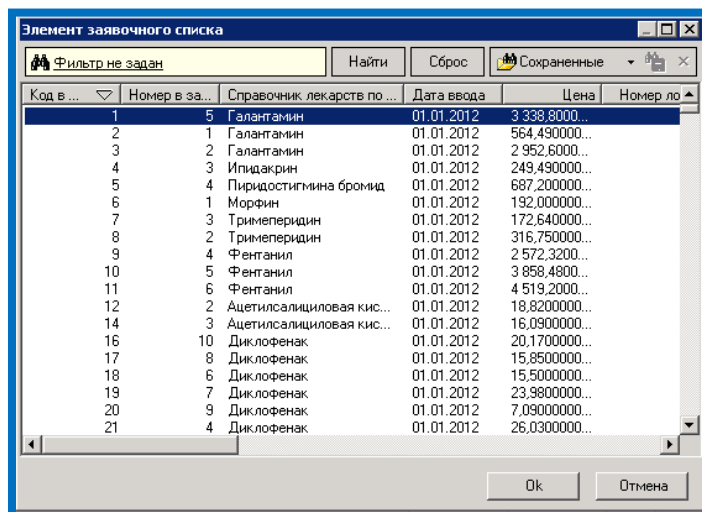 Элемент заявочного списка
Фильтр не задан Найти Сброс Сохраненные
Код в ... Номер в за... Справочник лекарств по ... Дата ввода Цена Номер ло
1 5 Галантамин 01.01.2012 3 338,8000...
2 1 Галантамин 01.01.2012 564,490000...
3 2 Галантамин 01.01.2012 2 952,6000...
4 3 Ипидакрин 01.01.2012 249,490000...
5 4 Пиридостигмина бромид 01.01.2012 687,200000...
6 1 Морфин 01.01.2012 192,000000...
7 3 Тримеперидин 01.01.2012 172,640000...
8 2 Тримеперидин 01.01.2012 316,750000...
9 4 Фентанил 01.01.2012 2 572,3200...
10 5 Фентанил 01.01.2012 3 858,4800...
11 6 Фентанил 01.01.2012 4 519,2000...
12 2 Ацетилсалициловая кис... 01.01.2012 18,8200000...
14 3 Ацетилсалициловая кис... 01.01.2012 16,0900000...
16 10 Диклофенак 01.01.2012 20,1700000...
17 8 Диклофенак 01.01.2012 15,8500000...
18 6 Диклофенак 01.01.2012 15,5000000...
19 7 Диклофенак 01.01.2012 23,9800000...
20 9 Диклофенак 01.01.2012 7,09000000...
21 4 Диклофенак 01.01.2012 26,0300000...
Ok Отмена